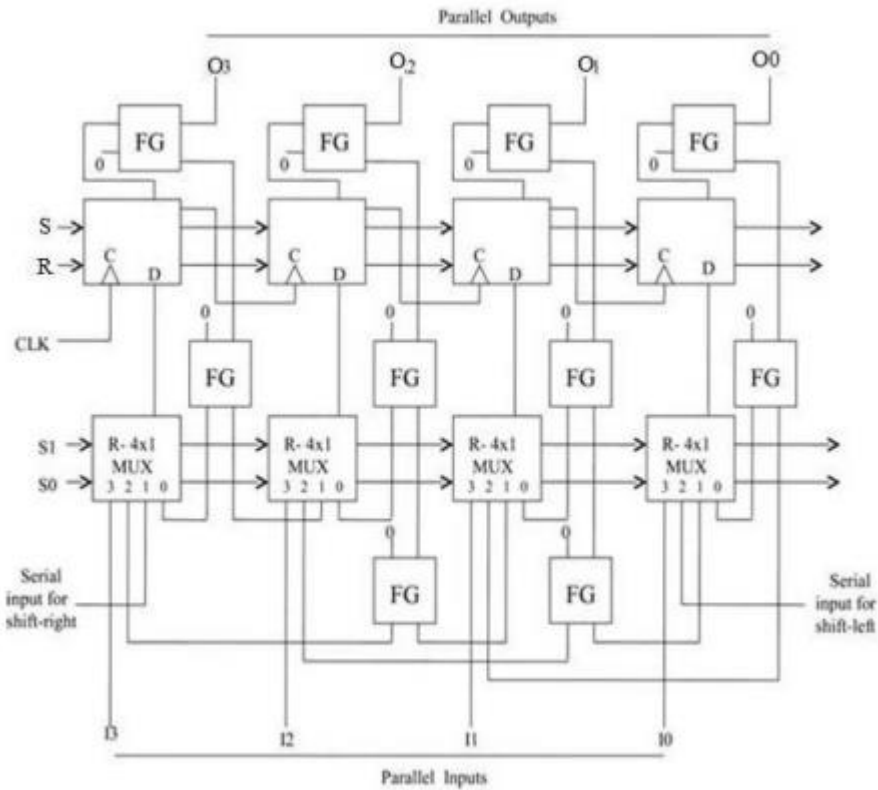 Parallel Outputs
O3 O2 O1 O0
FG FG FG FG
0 0 0 0
S
R
C D C D C D C D
0 0 0 0
CLK
FG FG FG FG
S1 R- 4x1 R- 4x1 R- 4x1 R- 4x1
MUX MUX MUX MUX
S0 3 2 1 0 3 2 1 0 3 2 1 0 3 2 1 0
0 0
Serial
input for
shift-right
FG FG
Serial
input for
shift-left
I3 I2 I1 I0
Parallel Inputs